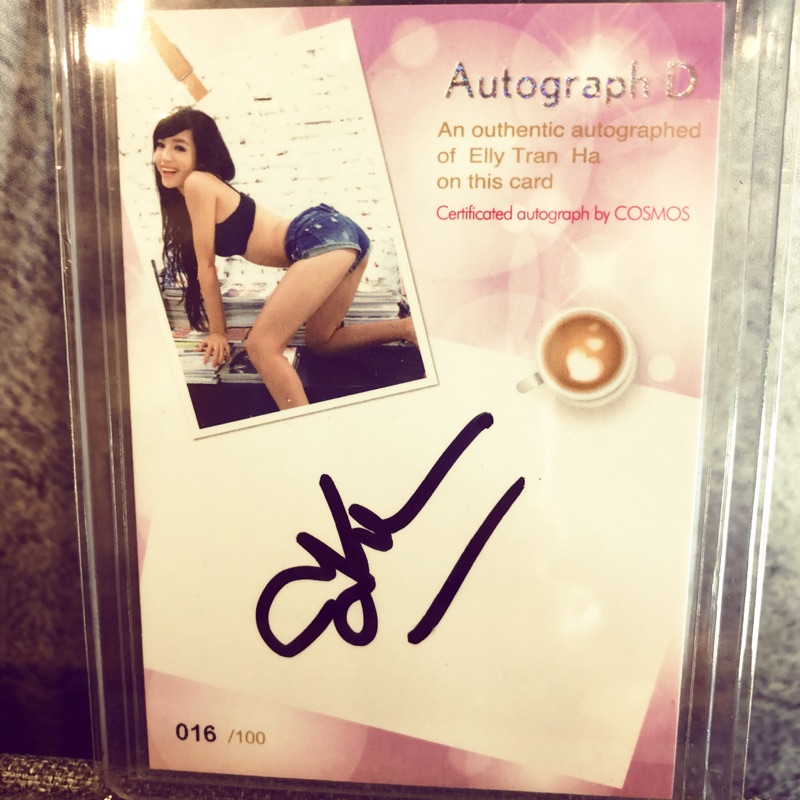 Autograph D
An outhentic autographed
of Elly Tran Ha
on this card
Certificated autograph by COSMOS
016 /100